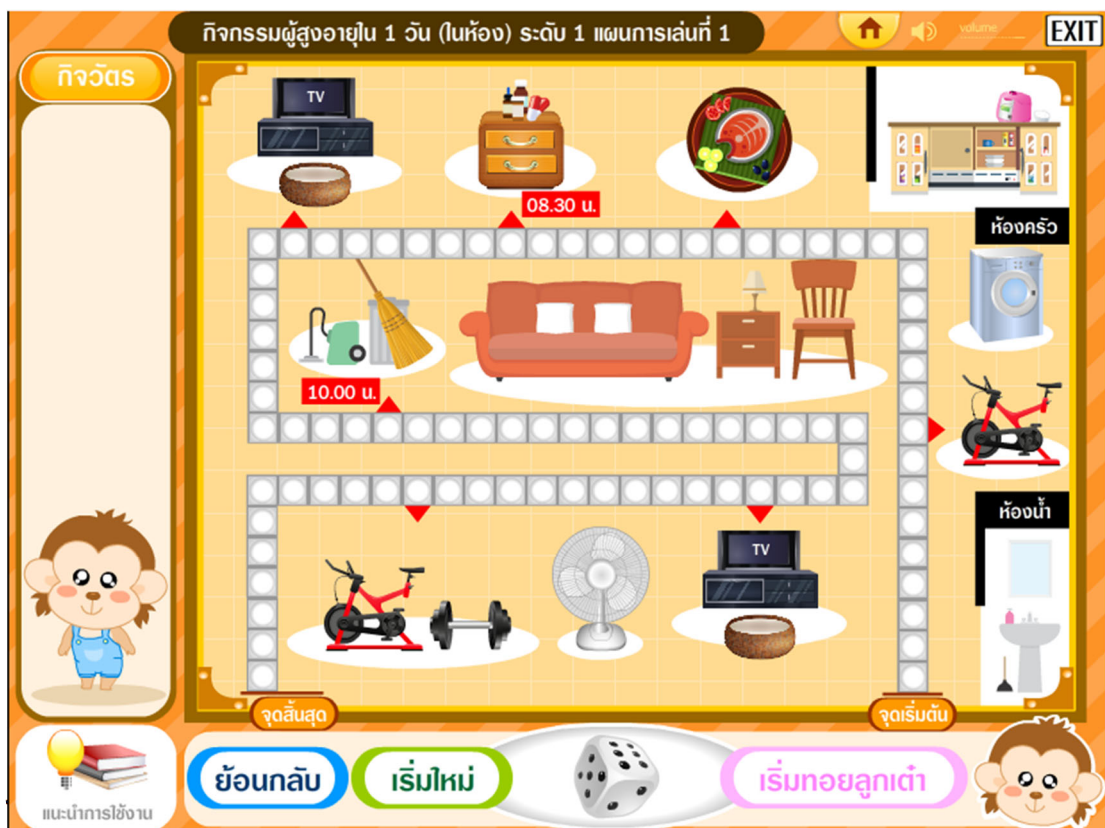 กิจกรรมผู้สูงอายุใน 1 วัน (ในห้อง) ระดับ 1 แผนการเล่นที่ 1
volume
EXIT
กิจวัตร
TV
08.30 น.
ห้องครัว
10.00 น.
ห้องน้ำ
TV
จุดสิ้นสุด
จุดเริ่มต้น
แนะนำการใช้งาน
ย้อนกลับ
เริ่มใหม่
เริ่มทอยลูกเต๋า